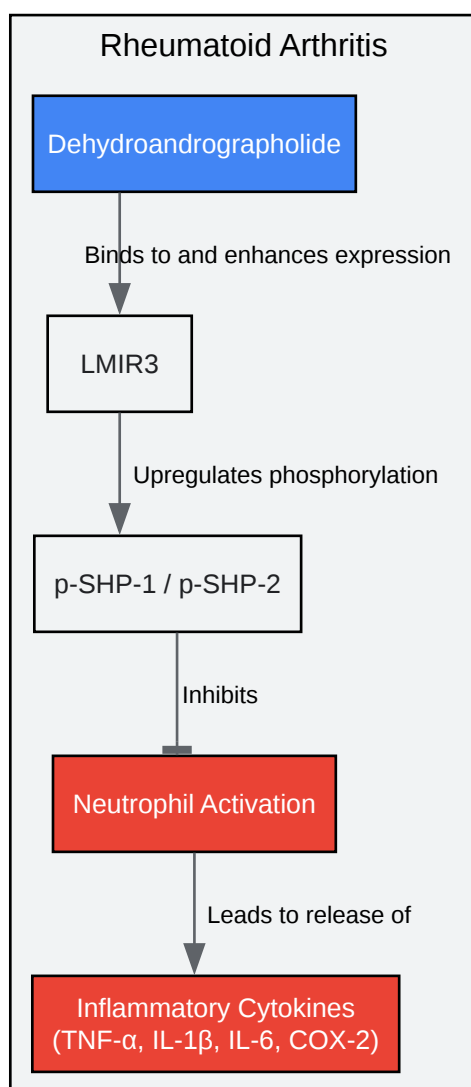 Rheumatoid Arthritis
Dehydroandrographolide
Binds to and enhances expression
LMIR3
Upregulates phosphorylation
p-SHP-1 / p-SHP-2
Inhibits
Neutrophil Activation
Leads to release of
Inflammatory Cytokines
(TNF-α, IL-1β, IL-6, COX-2)